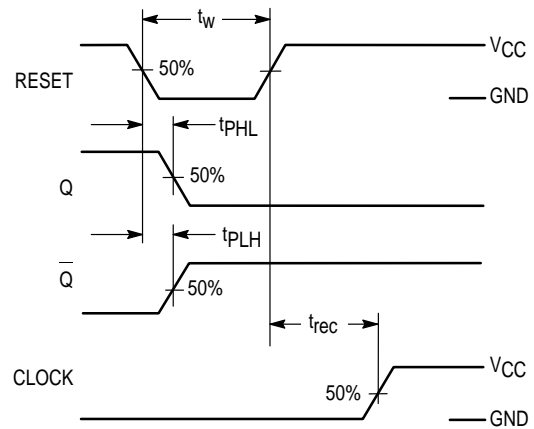 tw
VCC
50%
RESET
GND
tPHL
50%
Q
tPLH
Q̅
50%
trec
VCC
CLOCK
50%
GND